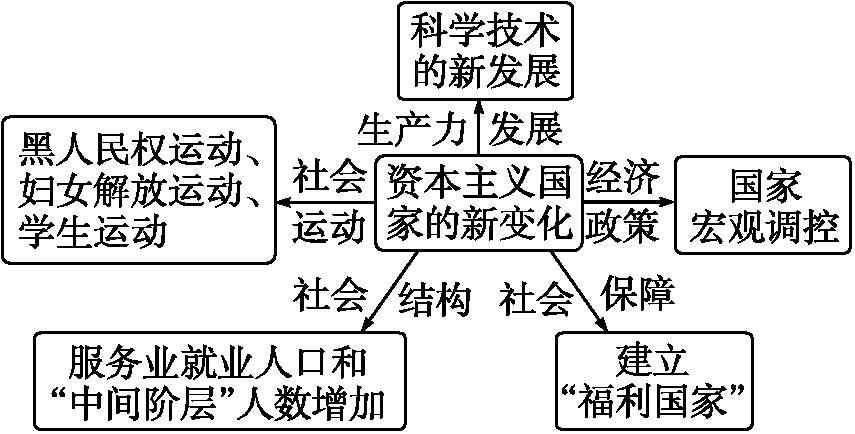 科学技术
的新发展
生产力 发展
黑人民权运动、
妇女解放运动、
学生运动
社会
运动
资本主义国
家的新变化
经济
政策
国家
宏观调控
社会 结构
社会 保障
服务业就业人口和
“中间阶层”人数增加
建立
“福利国家”